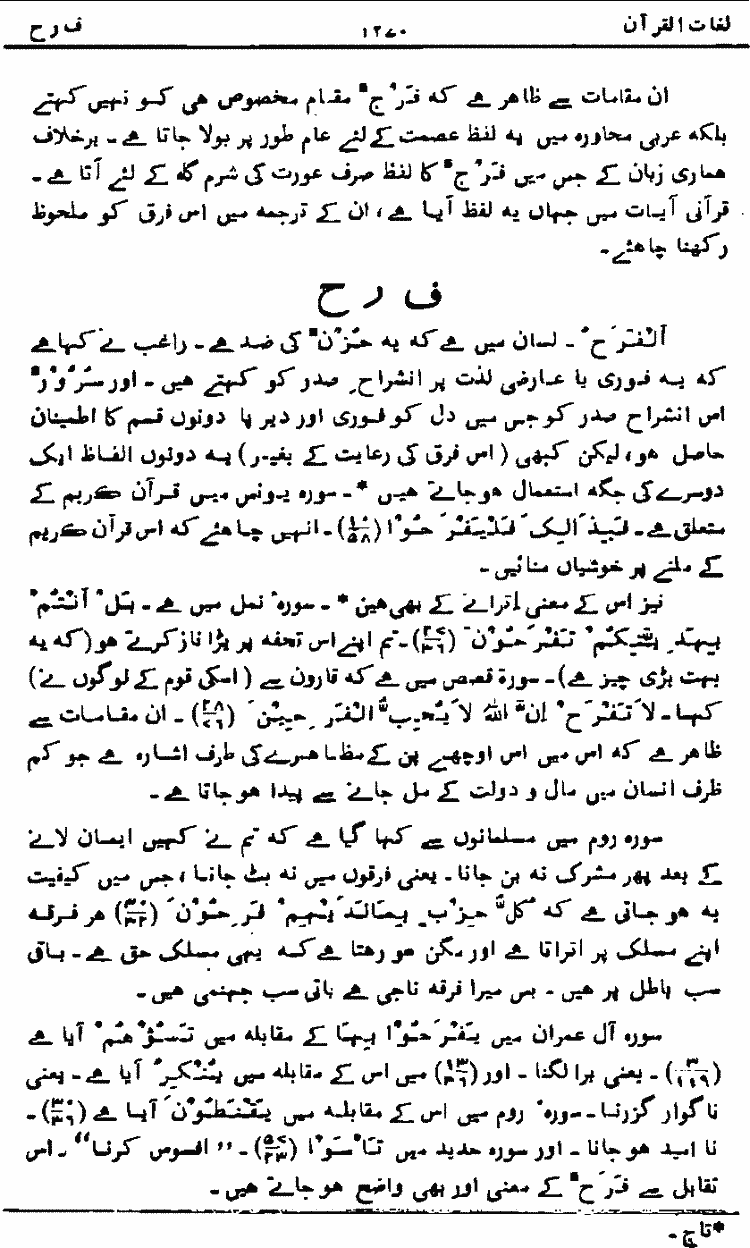 لغات القرآن ۱۲۷۰ ف ر ح
ان مقامات سے ظاھر ہے کہ فَرْجٌ مقام مخصوص ھی کو نہیں کہتے
بلکہ عربی محاورہ میں یہ لفظ عصمت کےلئے عام طور پر بولا جاتا ہے۔ برخلاف
ھماری زبان کے جس میں فَرْجٌ کا لفظ صرف عورت کی شرم گاہ کے لئے آتا ہے۔
قرآنی آیات میں جہاں یہ لفظ آیا ہے، ان کے ترجمہ میں اس فرق کو ملحوظ
رکھنا چاھئے۔
ف ر ح
اَلْفَرَحُ ۔ لسان میں ہے کہ یہ حُزْنٌ کی ضد ہے۔ راغب نے کہا ہے
کہ یہ فوری یا عارضی لذت پر انشراحِ صدر کو کہتے ھیں۔ اور سُرُوْرٌ
اس انشراح صدر کو جس میں دل کو فوری اور دیر پا دونوں قسم کا اطمینان
حاصل ھو، لیکن کبھی (اس فرق کی رعایت کے بغیر) یہ دونوں الفاظ ایک
دوسرے کی جگہ استعمال ھو جاتے ھیں*۔ سورہ یونس میں قرآن کریم کے
متعلق ہے۔ فَبِذَالِکَ فَلْیَفْرَحُوْا (۱۰/۵۸)۔ انہیں چاھئے کہ اس قرآن کریم
کے ملنے پر خوشیاں منائیں۔
نیز اس کے معنی اِترانے کے بھی ھین*۔ سورہ نمل میں ہے۔ بَلْ اَنْتُمْ
بِہَدِیَّتِکُمْ تَفْرَحُوْنَ (۲۷/۳۶)۔ تم اپنے اس تحفہ پر بڑا ناز کرتے ھو (کہ یہ
بہت بڑی چیز ہے)۔ سورۃ قصص میں ہے کہ قارون سے (اسکی قوم کے لوگوں نے)
کہا۔ لَا تَفْرَحْ اِنَّ اللہَ لَا یُحِبُّ الْفَرِحِیْنَ (۲۸/۷۶)۔ ان مقامات سے
ظاھر ہے کہ اس میں اس اوچھے پن کے مظاھرے کی طرف اشارہ ہے جو کم
ظرف انسان میں مال و دولت کے مل جانے سے پیدا ھو جاتا ہے۔
سورہ روم میں مسلمانوں سے کہا گیا ہے کہ تم نے کہیں ایمان لانے
کے بعد پھر مشرک نہ بن جانا۔ یعنی فرقوں میں نہ بٹ جانا، جس میں کیفیت
یہ ھو جاتی ہے کہ کُلُّ حِزْبٍ بِمَا لَدَیْہِمْ فَرِحُوْنَ (۳۰/۳۲) ھر فرقہ
اپنے مسلک پر اتراتا ہے اور مگن ھو رھتا ہے کہ یہی مسلک حق ہے۔ باقی
سب باطل پر ھیں۔ بس میرا فرقہ ناجی ہے باقی سب جہنمی ھیں۔
سورہ آل عمران میں یَفْرَحُوْا بِہَا کے مقابلہ میں تَسُؤْھُمْ آیا ہے
(۳/۱۱۹)۔ یعنی برا لگنا۔ اور (۱۳/۳۶) میں اس کے مقابلہ میں یُنْکِرُ آیا ہے۔ یعنی
ناگوار گزرنا۔ سورہ روم میں اس کے مقابلہ میں یَقْنَطُوْنَ آیا ہے (۳۰/۳۶)۔
نا امید ھو جانا۔ اور سورہ حدید میں تَاْسَوْا (۵۷/۲۳)۔ ”افسوس کرنا“۔ اس
تقابل سے فَرَحٌ کے معنی اور بھی واضح ھو جاتے ھیں۔
*تاج۔